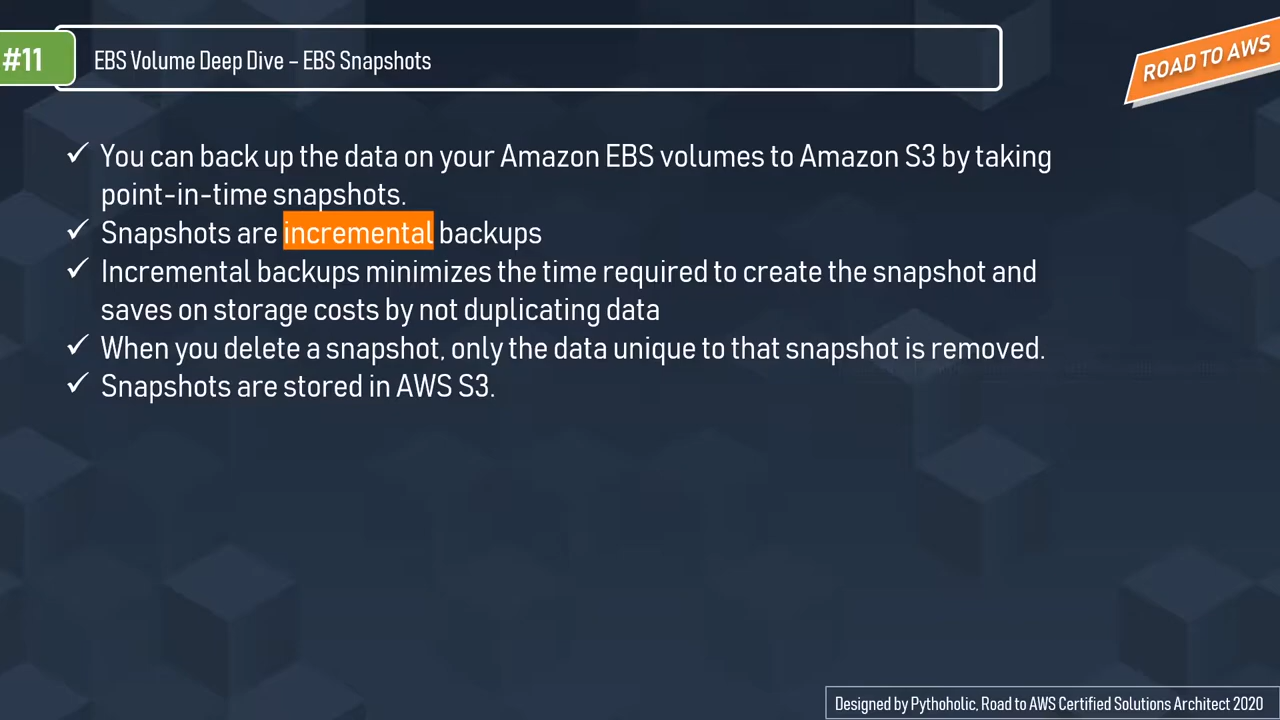 #11
EBS Volume Deep Dive – EBS Snapshots
ROAD TO AWS
✓ You can back up the data on your Amazon EBS volumes to Amazon S3 by taking
point-in-time snapshots.
✓ Snapshots are incremental backups
✓ Incremental backups minimizes the time required to create the snapshot and
saves on storage costs by not duplicating data
✓ When you delete a snapshot, only the data unique to that snapshot is removed.
✓ Snapshots are stored in AWS S3.
Designed by Pythoholic, Road to AWS Certified Solutions Architect 2020